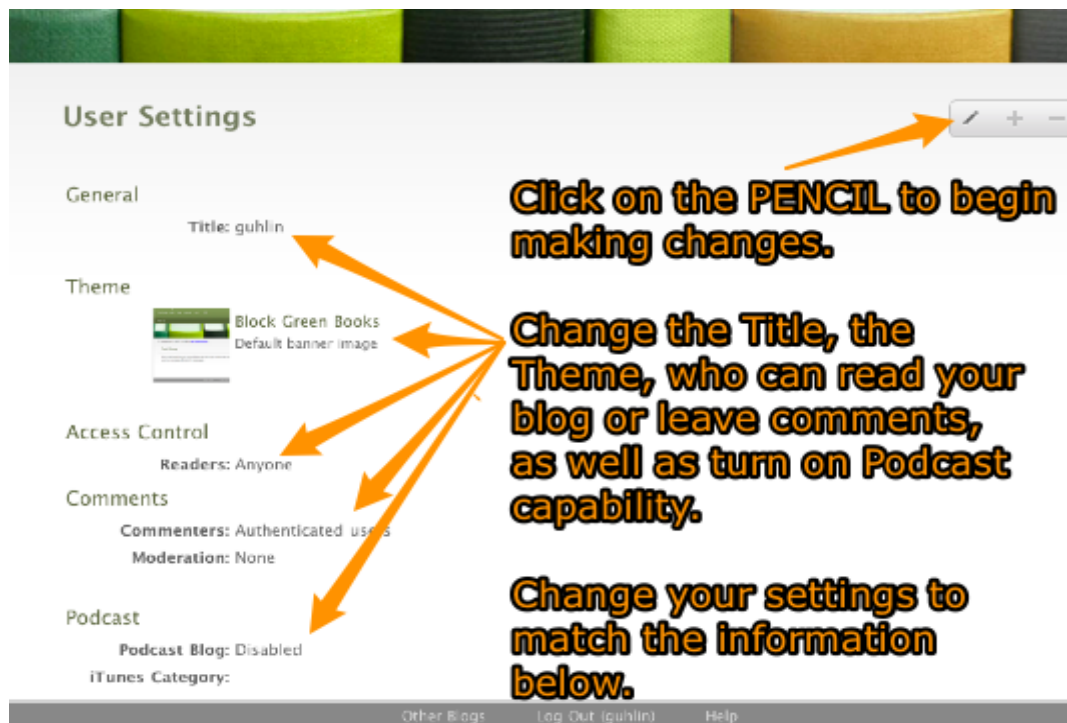 User Settings
General
Title: guhlin
Theme
Block Green Books
Default banner image
Access Control
Readers: Anyone
Comments
Commenters: Authenticated users
Moderation: None
Podcast
Podcast Blog: Disabled
iTunes Category:
Click on the PENCIL to begin
making changes.
Change the Title, the
Theme, who can read your
blog or leave comments,
as well as turn on Podcast
capability.
Change your settings to
match the information
below.
Other Blogs Log Out (guhlin) Help